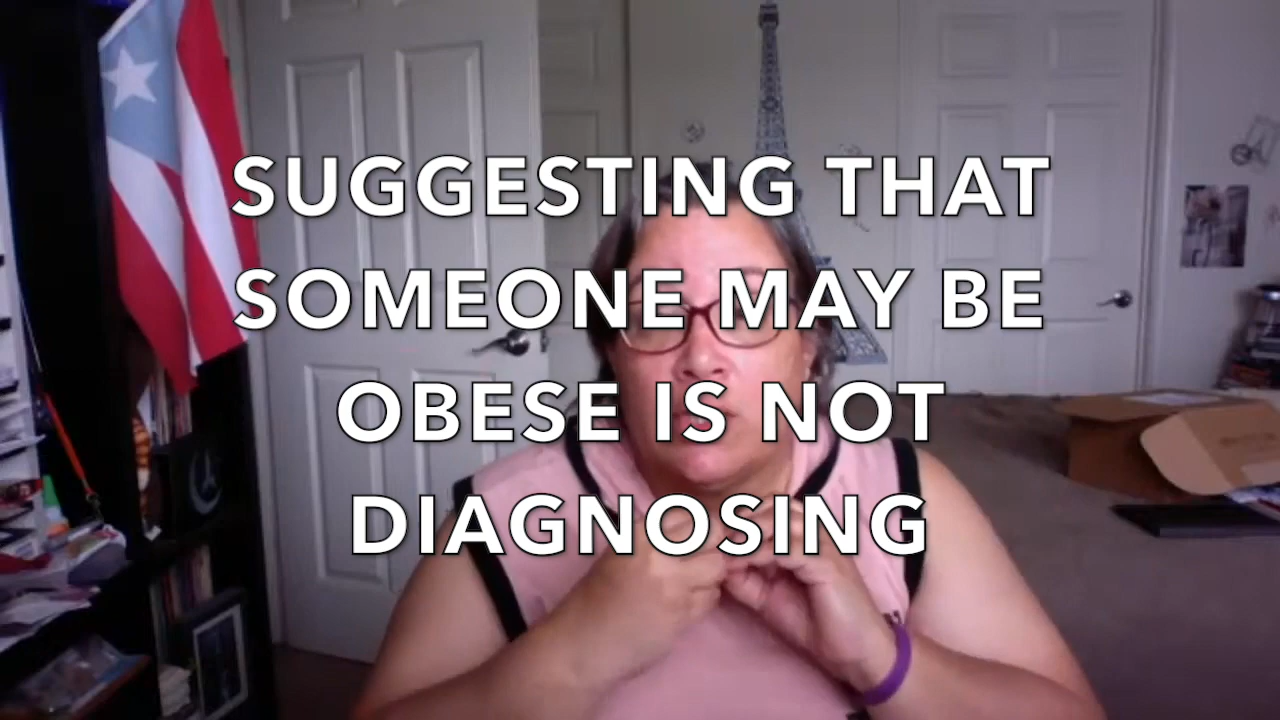 SUGGESTING THAT
SOMEONE MAY BE
OBESE IS NOT
DIAGNOSING